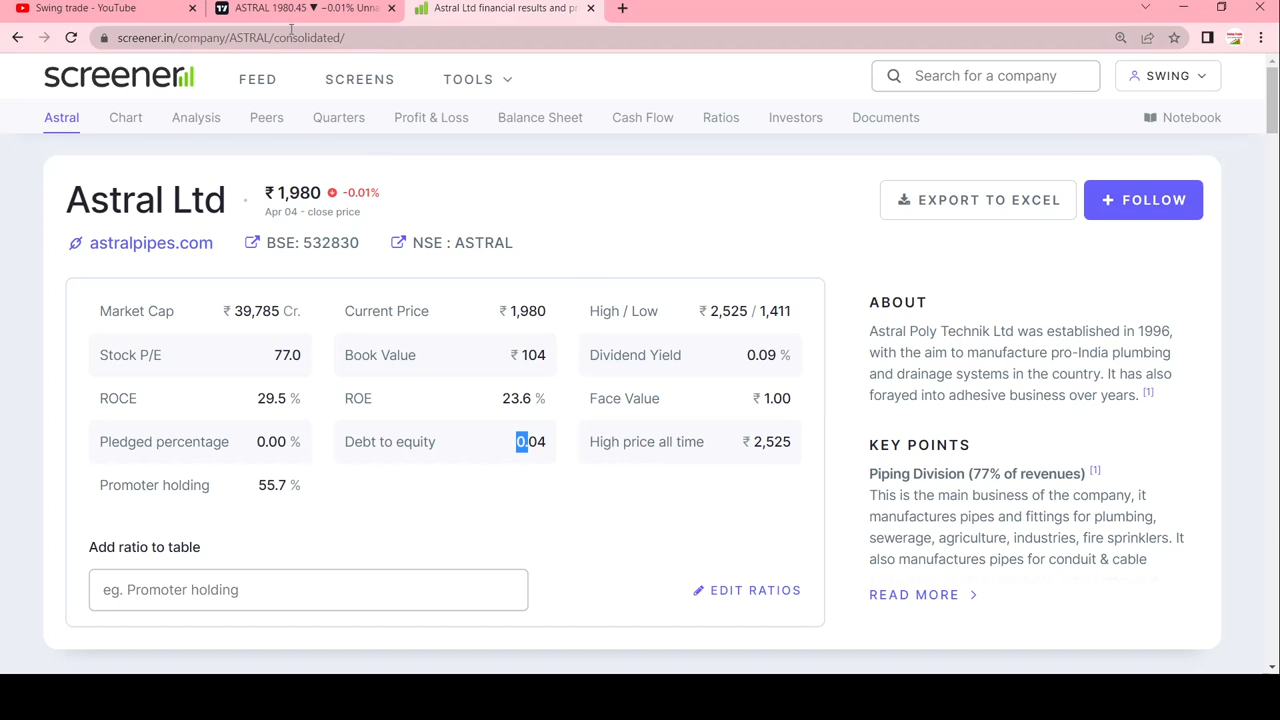 Swing trade - YouTube
ASTRAL 1980.45 ▼ −0.01% Unna
Astral Ltd financial results and pr
screener.in/company/ASTRAL/consolidated/
screener
FEED
SCREENS
TOOLS
Search for a company
SWING
Astral
Chart
Analysis
Peers
Quarters
Profit & Loss
Balance Sheet
Cash Flow
Ratios
Investors
Documents
Notebook
Astral Ltd
₹ 1,980 -0.01%
Apr 04 - close price
EXPORT TO EXCEL
+ FOLLOW
astralpipes.com
BSE: 532830
NSE : ASTRAL
Market Cap ₹ 39,785 Cr.
Current Price ₹ 1,980
High / Low ₹ 2,525 / 1,411
Stock P/E 77.0
Book Value ₹ 104
Dividend Yield 0.09 %
ROCE 29.5 %
ROE 23.6 %
Face Value ₹ 1.00
Pledged percentage 0.00 %
Debt to equity 0.04
High price all time ₹ 2,525
Promoter holding 55.7 %
Add ratio to table
eg. Promoter holding
EDIT RATIOS
ABOUT
Astral Poly Technik Ltd was established in 1996,
with the aim to manufacture pro-India plumbing
and drainage systems in the country. It has also
forayed into adhesive business over years. [1]
KEY POINTS
Piping Division (77% of revenues) [1]
This is the main business of the company, it
manufactures pipes and fittings for plumbing,
sewerage, agriculture, industries, fire sprinklers. It
also manufactures pipes for conduit & cable
READ MORE